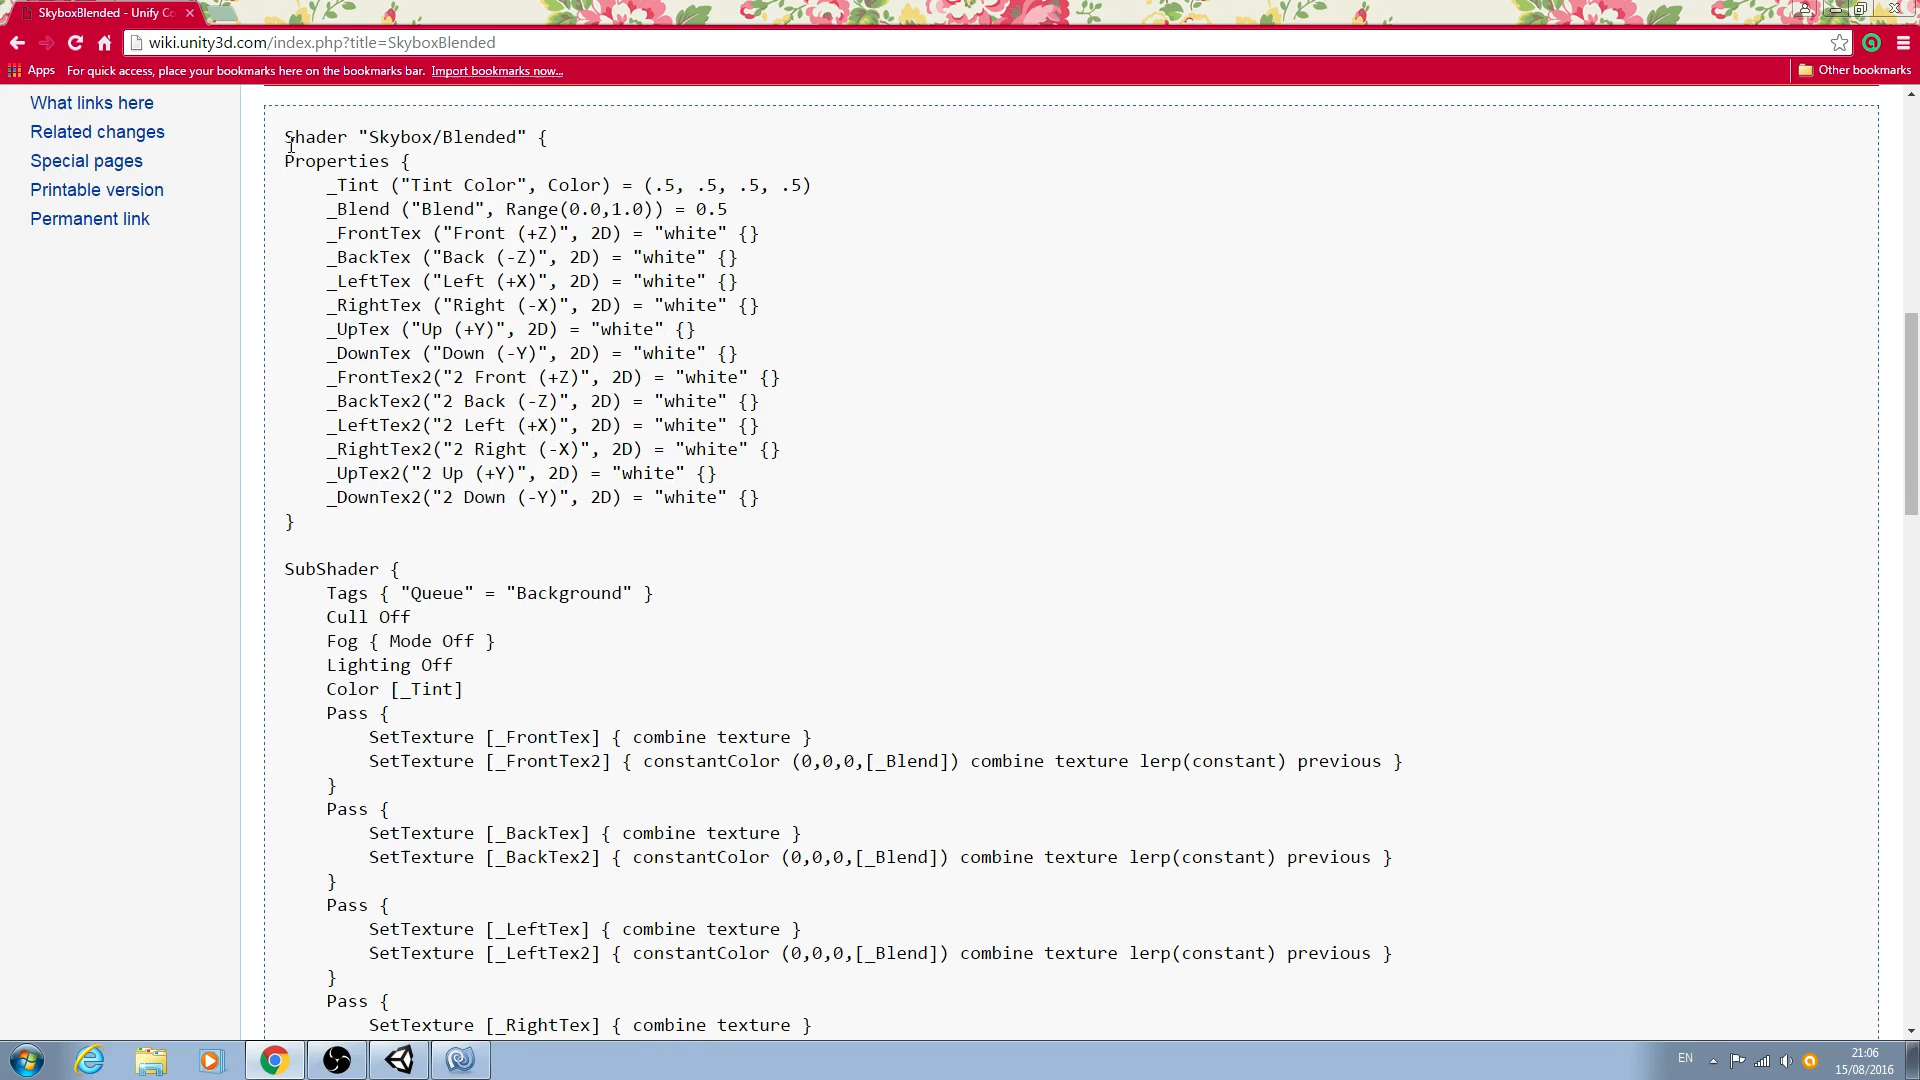 SkyboxBlended - Unify Co
wiki.unity3d.com/index.php?title=SkyboxBlended
Apps For quick access, place your bookmarks here on the bookmarks bar. Import bookmarks now... Other bookmarks
What links here
Related changes
Special pages
Printable version
Permanent link
Shader "Skybox/Blended" {
Properties {
    _Tint ("Tint Color", Color) = (.5, .5, .5, .5)
    _Blend ("Blend", Range(0.0,1.0)) = 0.5
    _FrontTex ("Front (+Z)", 2D) = "white" {}
    _BackTex ("Back (-Z)", 2D) = "white" {}
    _LeftTex ("Left (+X)", 2D) = "white" {}
    _RightTex ("Right (-X)", 2D) = "white" {}
    _UpTex ("Up (+Y)", 2D) = "white" {}
    _DownTex ("Down (-Y)", 2D) = "white" {}
    _FrontTex2("2 Front (+Z)", 2D) = "white" {}
    _BackTex2("2 Back (-Z)", 2D) = "white" {}
    _LeftTex2("2 Left (+X)", 2D) = "white" {}
    _RightTex2("2 Right (-X)", 2D) = "white" {}
    _UpTex2("2 Up (+Y)", 2D) = "white" {}
    _DownTex2("2 Down (-Y)", 2D) = "white" {}
}
SubShader {
    Tags { "Queue" = "Background" }
    Cull Off
    Fog { Mode Off }
    Lighting Off
    Color [_Tint]
    Pass {
        SetTexture [_FrontTex] { combine texture }
        SetTexture [_FrontTex2] { constantColor (0,0,0,[_Blend]) combine texture lerp(constant) previous }
    }
    Pass {
        SetTexture [_BackTex] { combine texture }
        SetTexture [_BackTex2] { constantColor (0,0,0,[_Blend]) combine texture lerp(constant) previous }
    }
    Pass {
        SetTexture [_LeftTex] { combine texture }
        SetTexture [_LeftTex2] { constantColor (0,0,0,[_Blend]) combine texture lerp(constant) previous }
    }
    Pass {
        SetTexture [_RightTex] { combine texture }
EN
21:06
15/08/2016